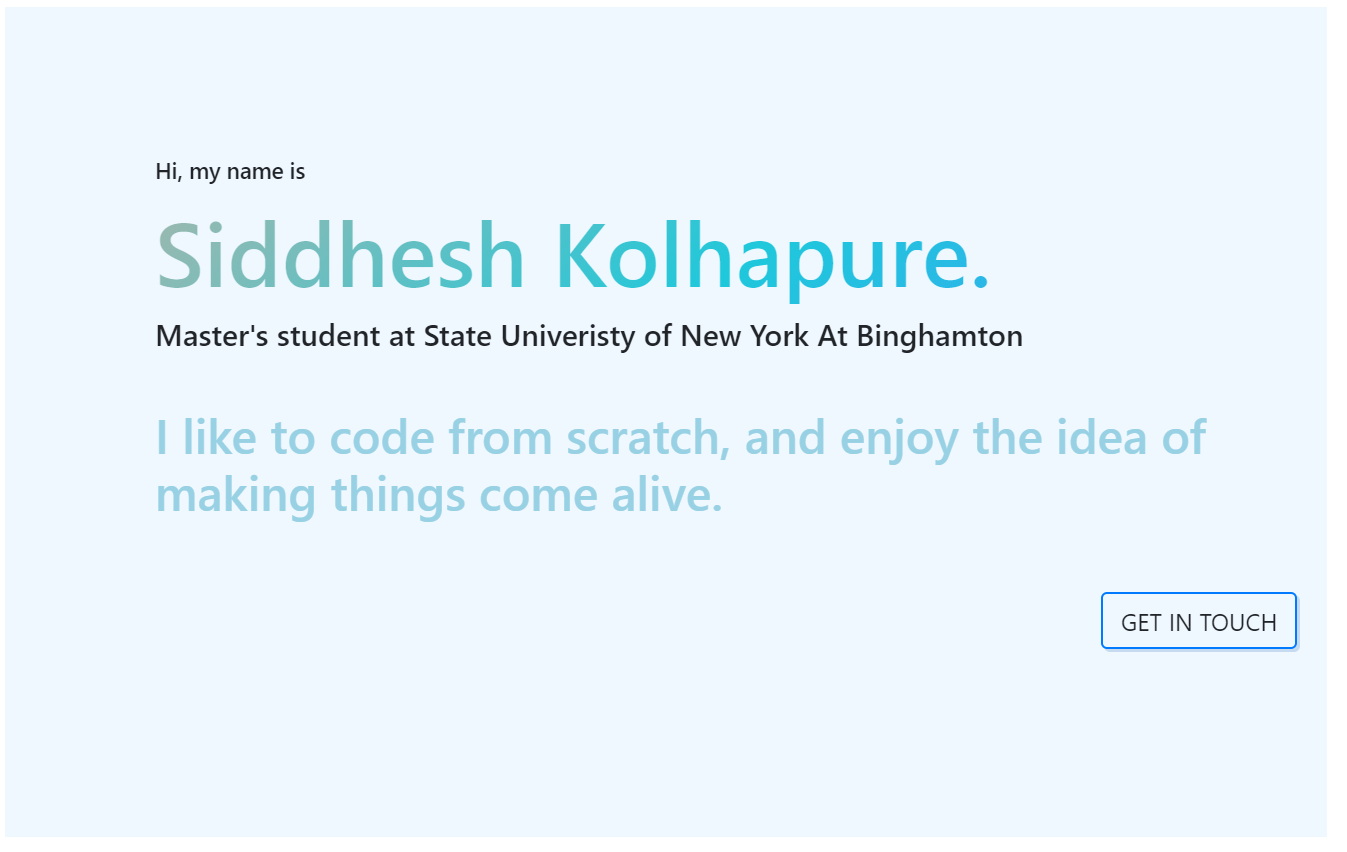 Hi, my name is
Siddhesh Kolhapure.
Master's student at State Univeristy of New York At Binghamton
I like to code from scratch, and enjoy the idea of
making things come alive.
GET IN TOUCH